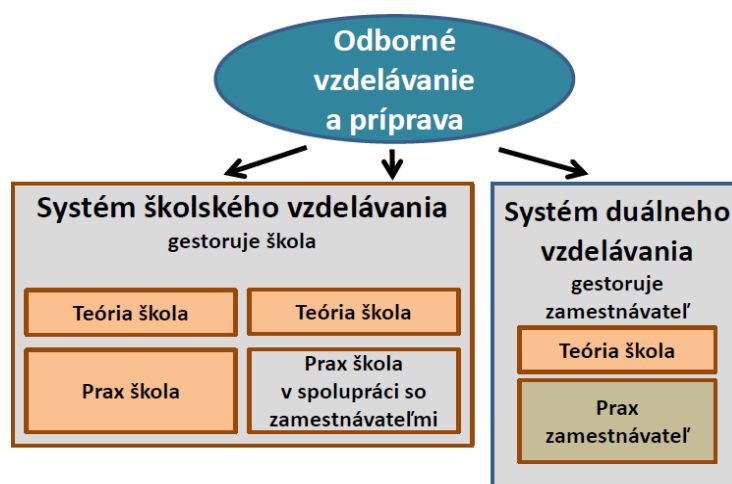 Odborné
vzdelávanie
a príprava
Systém školského vzdelávania
gestoruje škola
Teória škola
Teória škola
Prax škola
Prax škola
v spolupráci so
zamestnávateľmi
Systém duálneho
vzdelávania
gestoruje
zamestnávateľ
Teória škola
Prax
zamestnávateľ